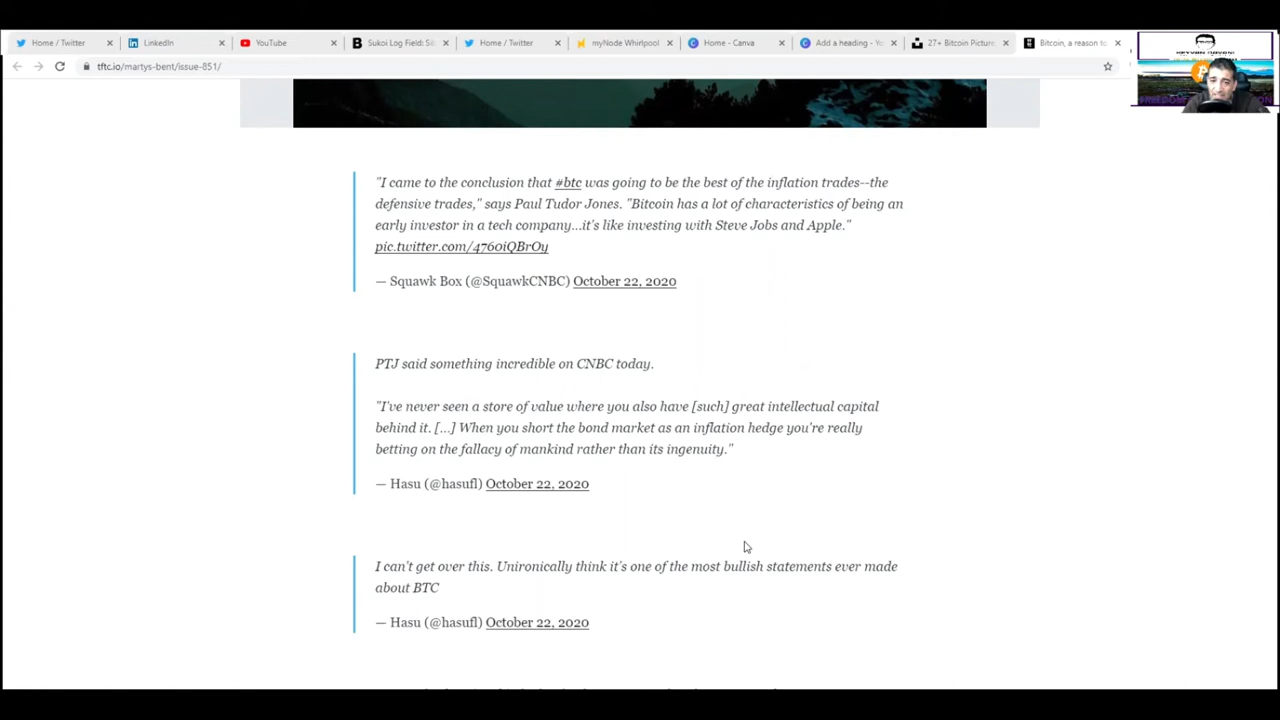 Home / Twitter
LinkedIn
YouTube
Sukoi Log Field:
Home / Twitter
myNode Whirlpool
Home - Canva
Add a heading -
27+ Bitcoin Picture
Bitcoin, a reason to
tftc.io/martys-bent/issue-851/
"I came to the conclusion that #btc was going to be the best of the inflation trades--the
defensive trades," says Paul Tudor Jones. "Bitcoin has a lot of characteristics of being an
early investor in a tech company...it's like investing with Steve Jobs and Apple."
pic.twitter.com/4760iQBrOy
— Squawk Box (@SquawkCNBC) October 22, 2020
PTJ said something incredible on CNBC today.
"I've never seen a store of value where you also have [such] great intellectual capital
behind it. [...] When you short the bond market as an inflation hedge you're really
betting on the fallacy of mankind rather than its ingenuity."
— Hasu (@hasufl) October 22, 2020
I can't get over this. Unironically think it's one of the most bullish statements ever made
about BTC
— Hasu (@hasufl) October 22, 2020